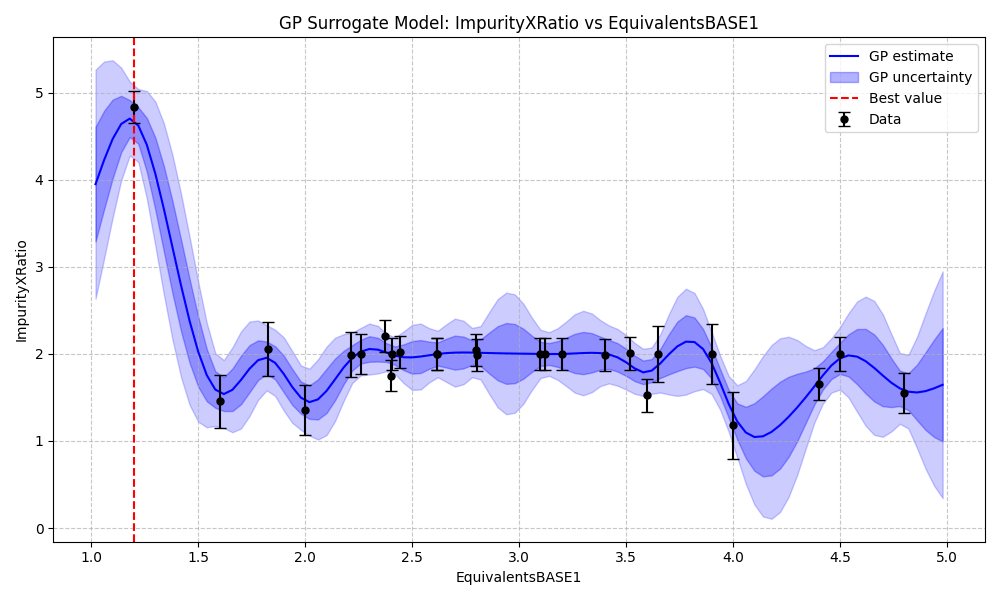 GP Surrogate Model: ImpurityXRatio vs EquivalentsBASE1
GP estimate
GP uncertainty
Best value
Data
ImpurityXRatio
5
4
3
2
1
0
1.0 1.5 2.0 2.5 3.0 3.5 4.0 4.5 5.0
EquivalentsBASE1